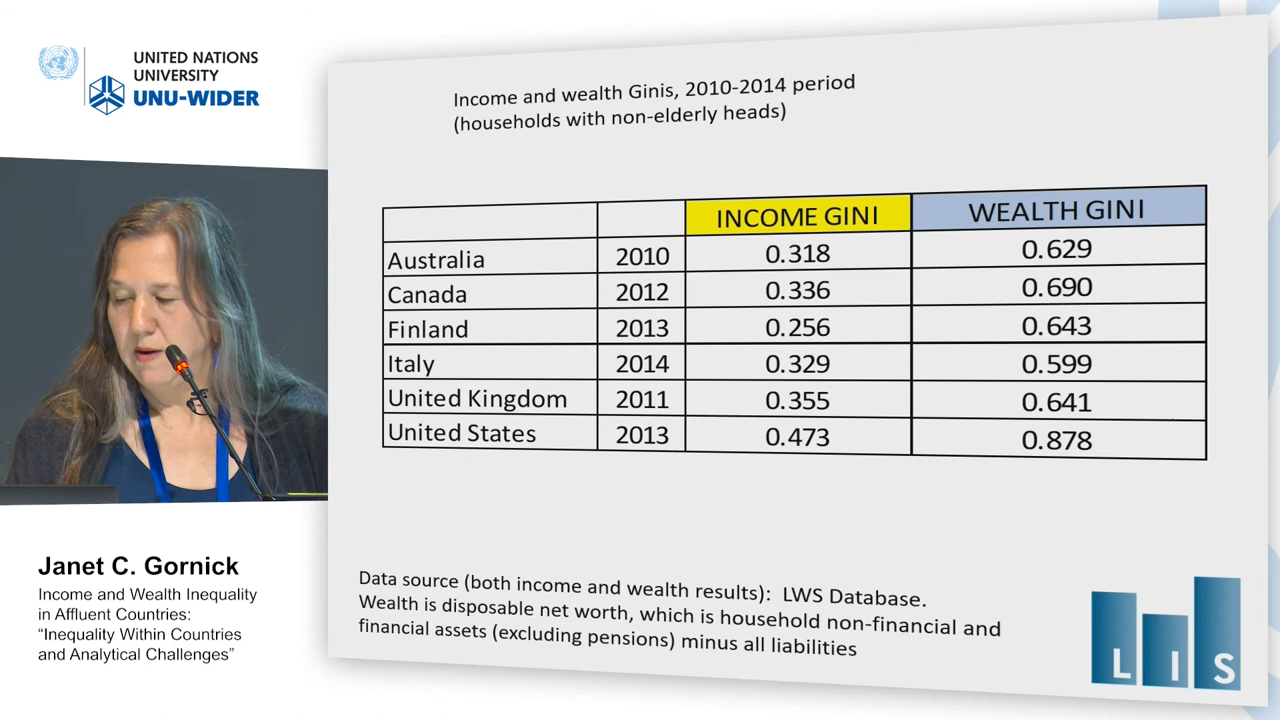 UNITED NATIONS
UNIVERSITY
UNU-WIDER
Income and wealth Ginis, 2010-2014 period
(households with non-elderly heads)
INCOME GINI WEALTH GINI
Australia 2010 0.318 0.629
Canada 2012 0.336 0.690
Finland 2013 0.256 0.643
Italy 2014 0.329 0.599
United Kingdom 2011 0.355 0.641
United States 2013 0.473 0.878
Janet C. Gornick
Income and Wealth Inequality
in Affluent Countries:
“Inequality Within Countries
and Analytical Challenges”
Data source (both income and wealth results): LWS Database.
Wealth is disposable net worth, which is household non-financial and
financial assets (excluding pensions) minus all liabilities
LIS